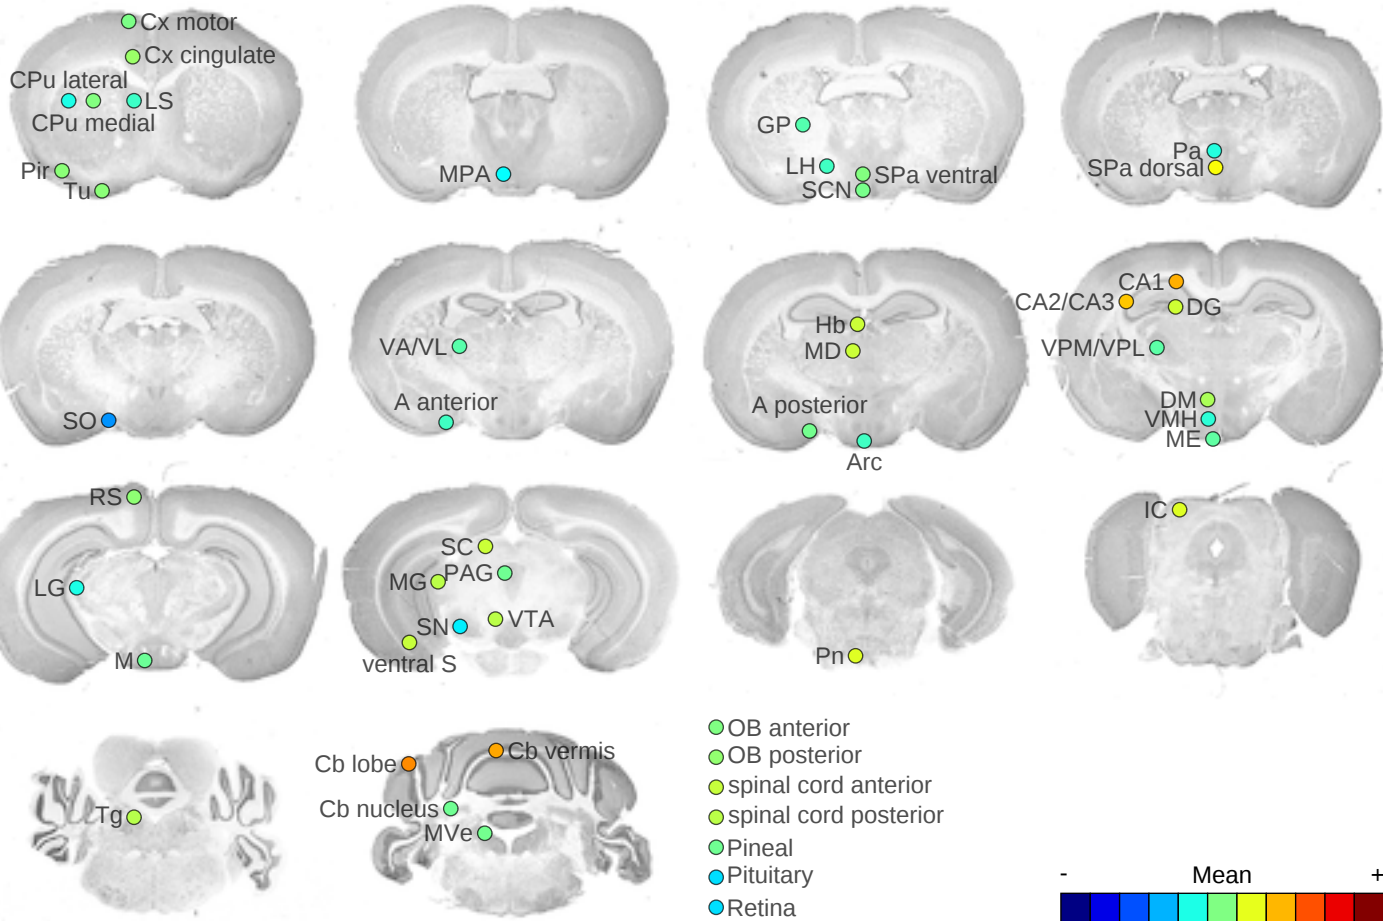 Cx motor
Cx cingulate
CPu lateral
LS
CPu medial
Pir
Tu
MPA
GP
LH
SPa ventral
SCN
Pa
SPa dorsal
SO
VA/VL
A anterior
Hb
MD
A posterior
Arc
CA1
CA2/CA3
DG
VPM/VPL
DM
VMH
ME
RS
LG
M
SC
PAG
MG
VTA
SN
ventral S
Pn
IC
Tg
Cb lobe
Cb vermis
Cb nucleus
MVe
OB anterior
OB posterior
spinal cord anterior
spinal cord posterior
Pineal
Pituitary
Retina
- Mean +